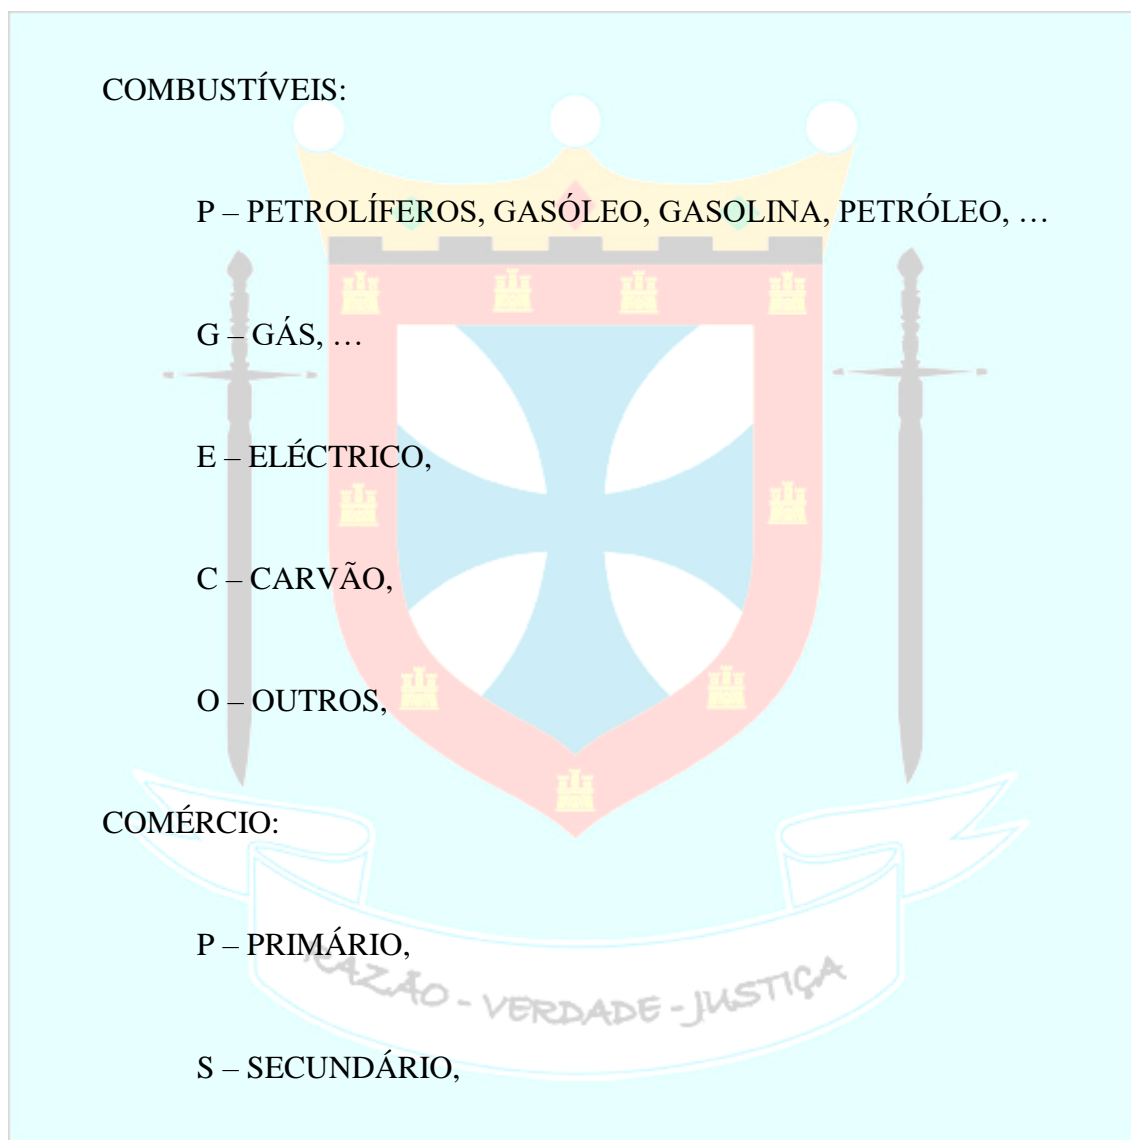 COMBUSTÍVEIS:
P – PETROLÍFEROS, GASÓLEO, GASOLINA, PETRÓLEO, …
G – GÁS, …
E – ELÉCTRICO,
C – CARVÃO,
O – OUTROS,
COMÉRCIO:
P – PRIMÁRIO,
RAZÃO - VERDADE - JUSTIÇA
S – SECUNDÁRIO,